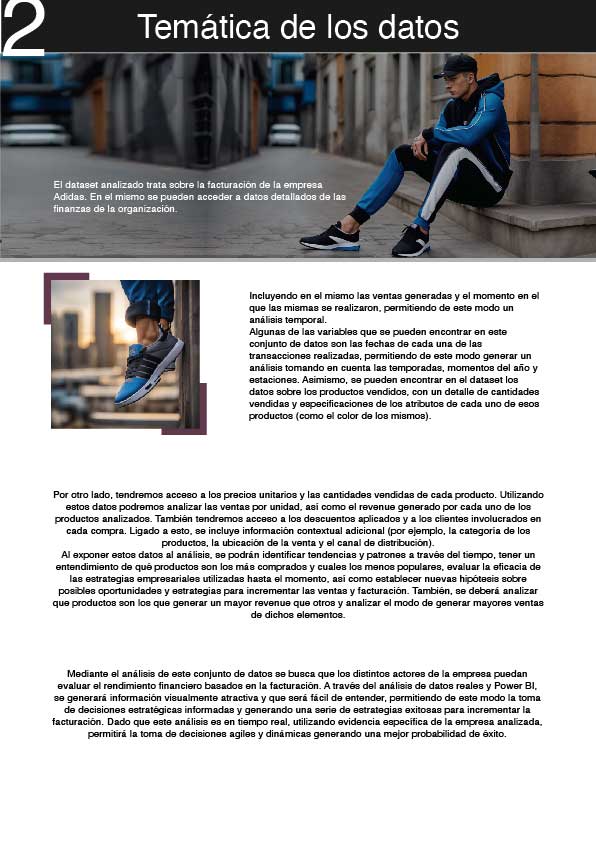 2
Temática de los datos
El dataset analizado trata sobre la facturación de la empresa
Adidas. En el mismo se pueden acceder a datos detallados de las
finanzas de la organización.
Incluyendo en el mismo las ventas generadas y el momento en el
que las mismas se realizaron, permitiendo de este modo un
análisis temporal.
Algunas de las variables que se pueden encontrar en este
conjunto de datos son las fechas de cada una de las
transacciones realizadas, permitiendo de este modo generar un
análisis tomando en cuenta las temporadas, momentos del año y
estaciones. Asimismo, se pueden encontrar en el dataset los
datos sobre los productos vendidos, con un detalle de cantidades
vendidas y especificaciones de los atributos de cada uno de esos
productos (como el color de los mismos).
Por otro lado, tendremos acceso a los precios unitarios y las cantidades vendidas de cada producto. Utilizando
estos datos podremos analizar las ventas por unidad, así como el revenue generado por cada uno de los
productos analizados. También tendremos acceso a los descuentos aplicados y a los clientes involucrados en
cada compra. Ligado a esto, se incluye información contextual adicional (por ejemplo, la categoría de los
productos, la ubicación de la venta y el canal de distribución).
Al exponer estos datos al análisis, se podrán identificar tendencias y patrones a través del tiempo, tener un
entendimiento de qué productos son los más comprados y cuales los menos populares, evaluar la eficacia de
las estrategias empresariales utilizadas hasta el momento, así como establecer nuevas hipótesis sobre
posibles oportunidades y estrategias para incrementar las ventas y facturación. También, se deberá analizar
que productos son los que generar un mayor revenue que otros y analizar el modo de generar mayores ventas
de dichos elementos.
Mediante el análisis de este conjunto de datos se busca que los distintos actores de la empresa puedan
evaluar el rendimiento financiero basados en la facturación. A través del análisis de datos reales y Power BI,
se generará información visualmente atractiva y que será fácil de entender, permitiendo de este modo la toma
de decisiones estratégicas informadas y generando una serie de estrategias exitosas para incrementar la
facturación. Dado que este análisis es en tiempo real, utilizando evidencia específica de la empresa analizada,
permitirá la toma de decisiones agiles y dinámicas generando una mejor probabilidad de éxito.